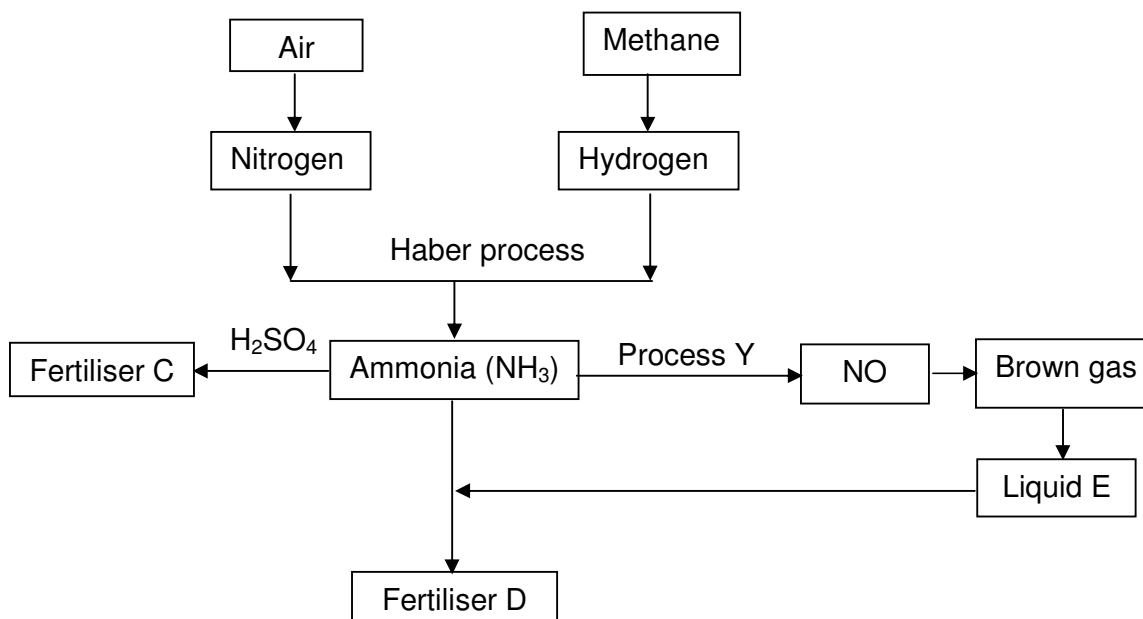 Air
Methane
Nitrogen
Hydrogen
Haber process
H₂SO₄
Fertiliser C
Ammonia (NH₃)
Process Y
NO
Brown gas
Liquid E
Fertiliser D